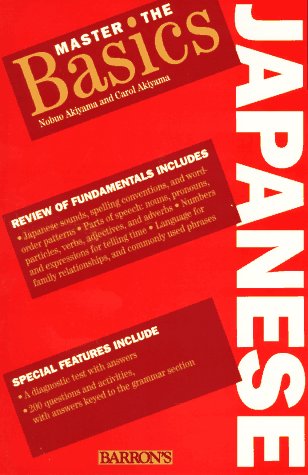 MASTER THE
Basics
Nobuo Akiyama and Carol Akiyama
JAPANESE
REVIEW OF FUNDAMENTALS INCLUDES
• Japanese sounds, spelling conventions, and word-
order patterns • Parts of speech: nouns, pronouns,
particles, verbs, adjectives, and adverbs • Numbers
and expressions for telling time • Language for
family relationships, and commonly used phrases
SPECIAL FEATURES INCLUDE
• A diagnostic test with answers
• 200 questions and activities,
with answers keyed to the grammar section
BARRON'S